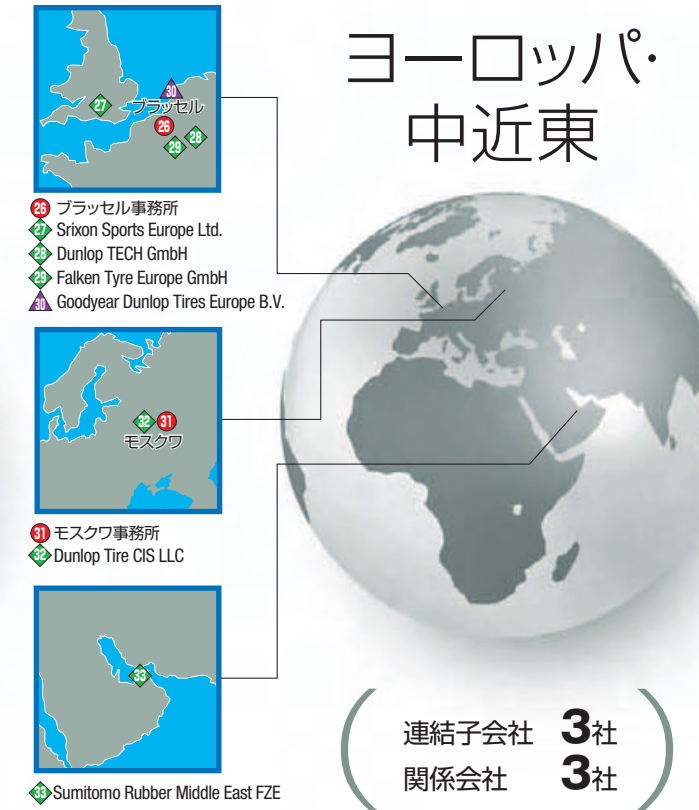 ヨーロッパ・
中近東
30
27
ブラッセル
26
28
29
26 ブラッセル事務所
27 Srixon Sports Europe Ltd.
28 Dunlop TECH GmbH
29 Falken Tyre Europe GmbH
30 Goodyear Dunlop Tires Europe B.V.
32 31
モスクワ
31 モスクワ事務所
32 Dunlop Tire CIS LLC
33
33 Sumitomo Rubber Middle East FZE
連結子会社 3社
関係会社 3社